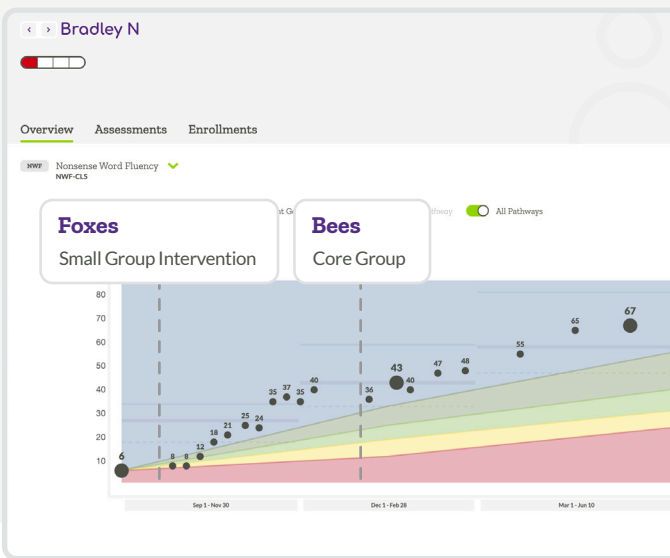 Bradley N
Overview Assessments Enrollments
NWF Nonsense Word Fluency
NWF-CLS
All Pathways
Foxes
Small Group Intervention
Bees
Core Group
80
70
60
50
40
30
20
10
6
8
8
12
18
21
25
24
35
37
35
40
36
43
40
47
48
55
65
67
Sep 1 - Nov 30
Dec 1 - Feb 28
Mar 1 - Jun 10